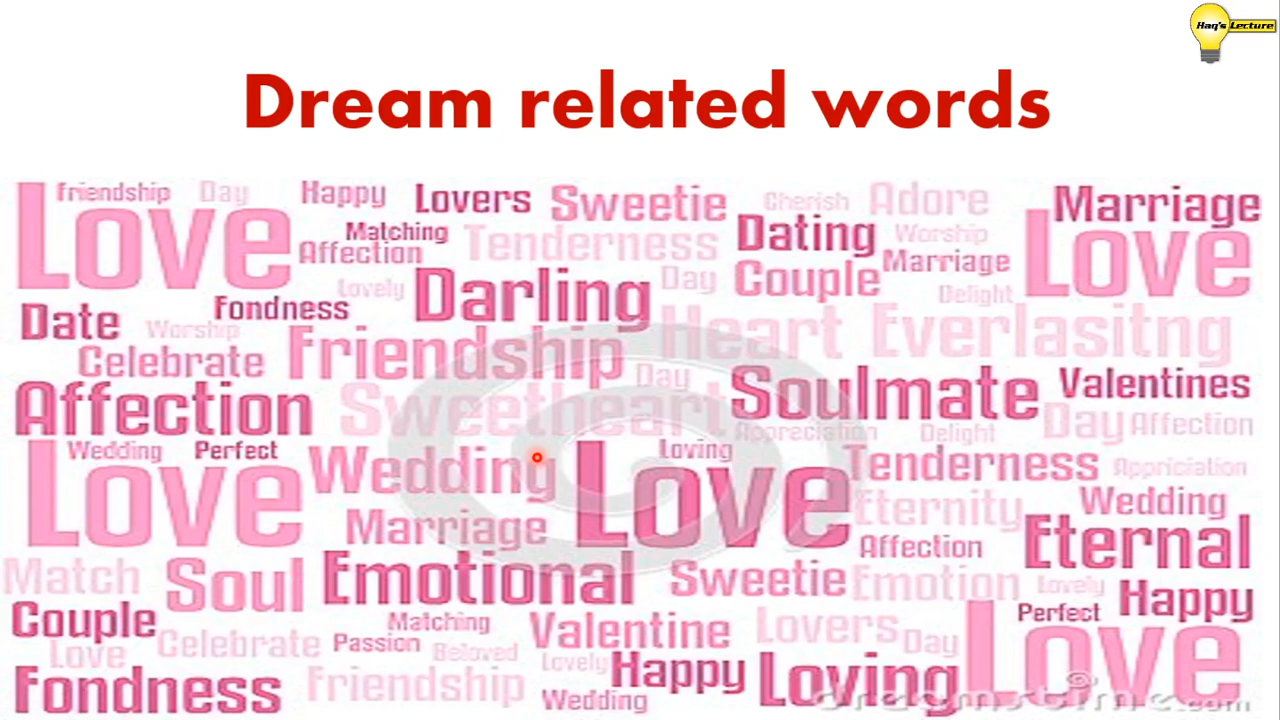 Haq's Lecture
Dream related words
Friendship Day Happy Lovers Sweetie Cherish Adore Marriage
Love Matching Tenderness Dating Worship Love
Affection Lovely Darling Day Couple Marriage Delight
Date Worship Fondness Heart Everlasitng
Celebrate Friendship Day Soulmate Valentines
Affection Sweetheart Appreciation Delight Day Affection
Wedding Perfect Wedding Love Loving Tenderness Appriciation
Love Marriage Eternity Wedding
Affection Eternal
Match Soul Emotional Sweetie Emotion Lovely Happy
Couple Matching Valentine Lovers Day Perfect Love
Love Celebrate Passion Beloved Lovely Happy Loving
Fondness Friendship Wedding
dreamstime.com